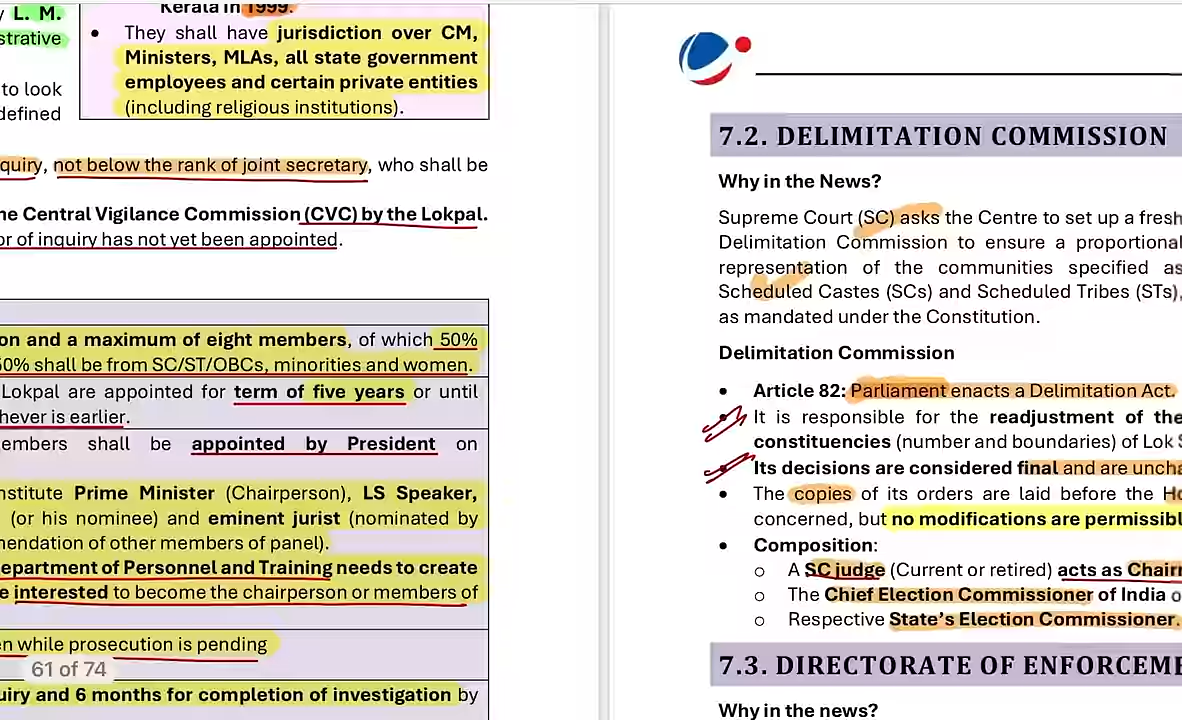 Kerala in 1999.
y L. M.
strative
• They shall have jurisdiction over CM,
Ministers, MLAs, all state government
employees and certain private entities
(including religious institutions).
to look
defined
quiry, not below the rank of joint secretary, who shall be
he Central Vigilance Commission (CVC) by the Lokpal.
or of inquiry has not yet been appointed.
on and a maximum of eight members, of which 50%
50% shall be from SC/ST/OBCs, minorities and women.
Lokpal are appointed for term of five years or until
hever is earlier.
embers shall be appointed by President on
nstitute Prime Minister (Chairperson), LS Speaker,
(or his nominee) and eminent jurist (nominated by
mendation of other members of panel).
epartment of Personnel and Training needs to create
e interested to become the chairperson or members of
en while prosecution is pending
61 of 74
uiry and 6 months for completion of investigation by
7.2. DELIMITATION COMMISSION
Why in the News?
Supreme Court (SC) asks the Centre to set up a fresh
Delimitation Commission to ensure a proportional
representation of the communities specified as
Scheduled Castes (SCs) and Scheduled Tribes (STs),
as mandated under the Constitution.
Delimitation Commission
• Article 82: Parliament enacts a Delimitation Act.
• It is responsible for the readjustment of the
constituencies (number and boundaries) of Lok S
• Its decisions are considered final and are uncha
• The copies of its orders are laid before the Ho
concerned, but no modifications are permissibl
• Composition:
o A SC judge (Current or retired) acts as Chairm
o The Chief Election Commissioner of India o
o Respective State's Election Commissioner.
7.3. DIRECTORATE OF ENFORCEME
Why in the news?